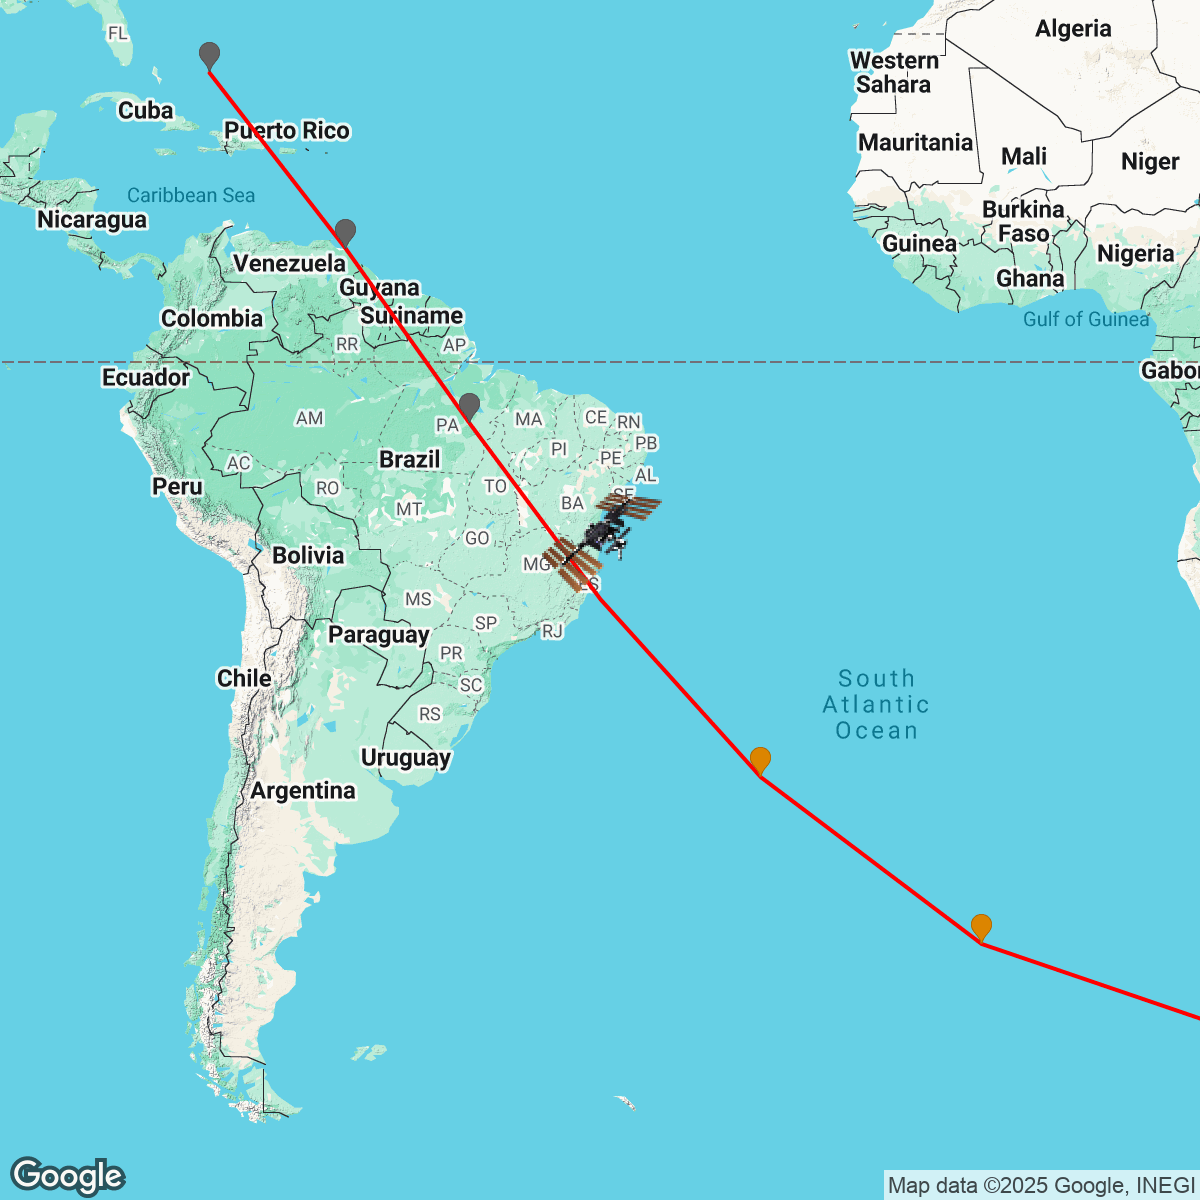 FL
Algeria
Western
Sahara
Cuba
Puerto Rico
Mauritania
Mali
Niger
Caribbean Sea
Nicaragua
Burkina
Faso
Guinea
Nigeria
Venezuela
Ghana
Guyana
Suriname
Colombia
Gulf of Guinea
RR
AP
Ecuador
Gabon
AM
PA
MA
CE
RN
PB
Brazil
PI
PE
AC
AL
Peru
RO
TO
SE
MT
BA
GO
Bolivia
MG
ES
MS
SP
RJ
Paraguay
PR
Chile
SC
South
Atlantic
Ocean
RS
Uruguay
Argentina
Google
Map data ©2025 Google, INEGI